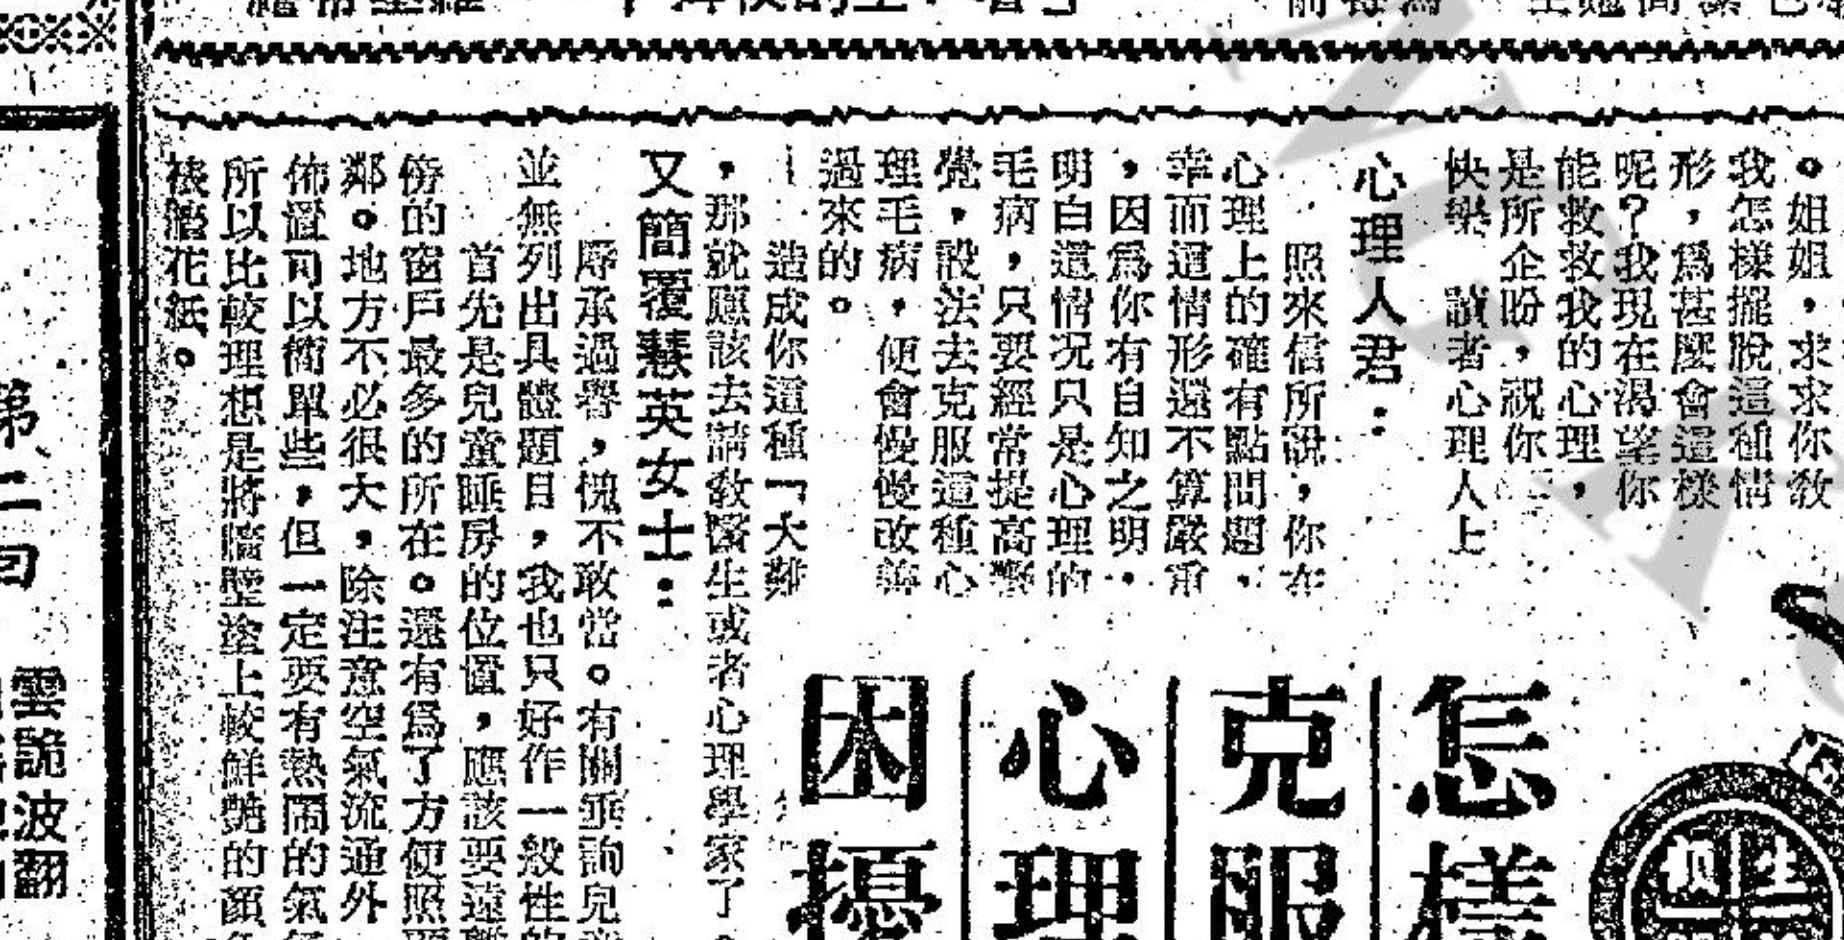 。姐姐，求求你教
我怎樣擺脫這種情
形，爲甚麼會這樣
呢？我現在渴望你
能救救我的心理，
是所企盼，祝你
快樂 讀者心理人上
心理人君：
照來信所說，你在
心理上的確有點問題，
幸而這情形還不算嚴重
，因爲你有自知之明，
明白這情況只是心理的
毛病，只要經常提高警
覺，設法去克服這種心
理毛病，便會慢慢改善
過來的。
造成你這種「大難
，那就應該去請教醫生或者心理學家了。
怎樣
克服
心理
困擾
又簡覆慧英女士：
辱承過譽，愧不敢當。有關垂詢兒
並無列出具體題目，我也只好作一般性的
首先是兒童睡房的位置，應該要遠離
傍的窗戶最多的所在。還有爲了方便照
鄰。地方不必很大，除注意空氣流通外
佈置可以簡單些，但一定要有熱鬧的氣
所以比較理想是將牆壁塗上較鮮艷的顏
裱牆花紙。
第二回
雲詭波翻